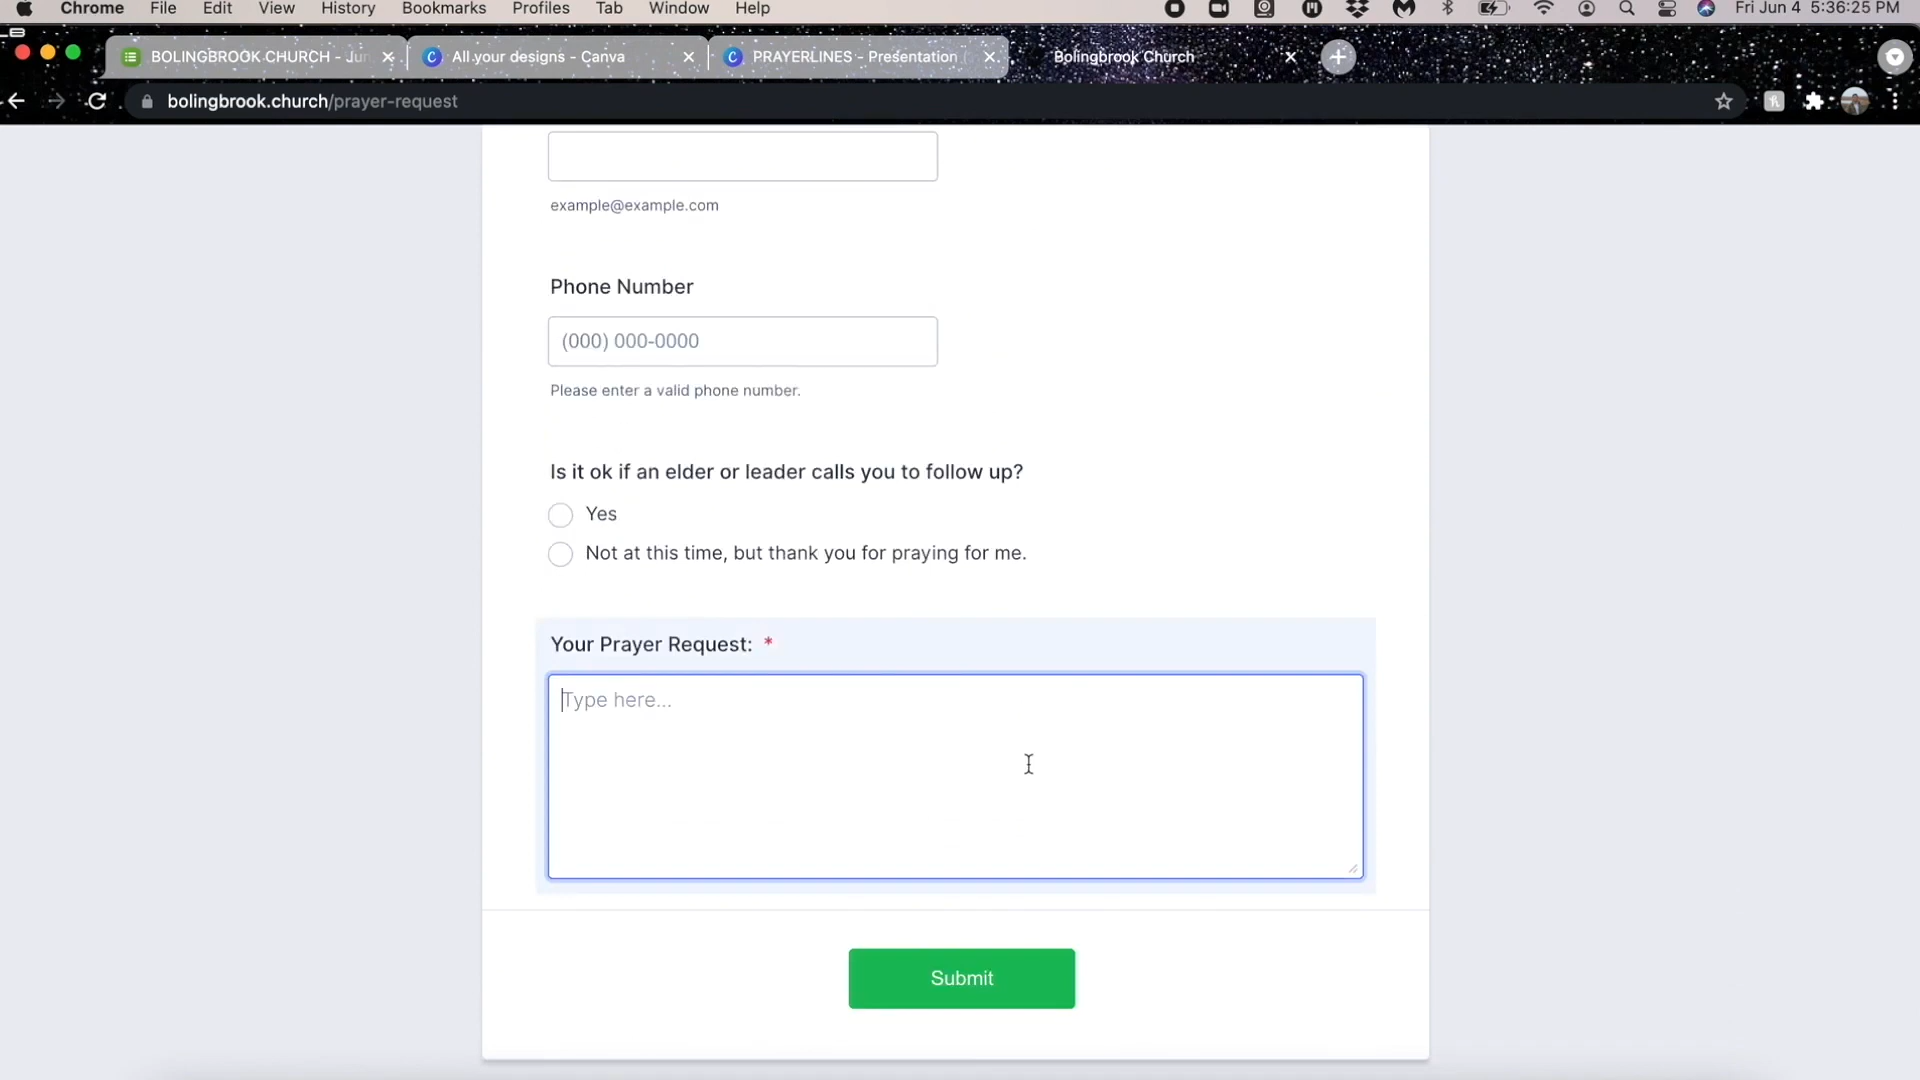 Chrome File Edit View History Bookmarks Profiles Tab Window Help Fri Jun 4 5:36:25 PM
BOLINGBROOK CHURCH - Jun All your designs - Canva PRAYERLINES - Presentation Bolingbrook Church
bolingbrook.church/prayer-request
example@example.com
Phone Number
(000) 000-0000
Please enter a valid phone number.
Is it ok if an elder or leader calls you to follow up?
Yes
Not at this time, but thank you for praying for me.
Your Prayer Request: *
Type here...
Submit